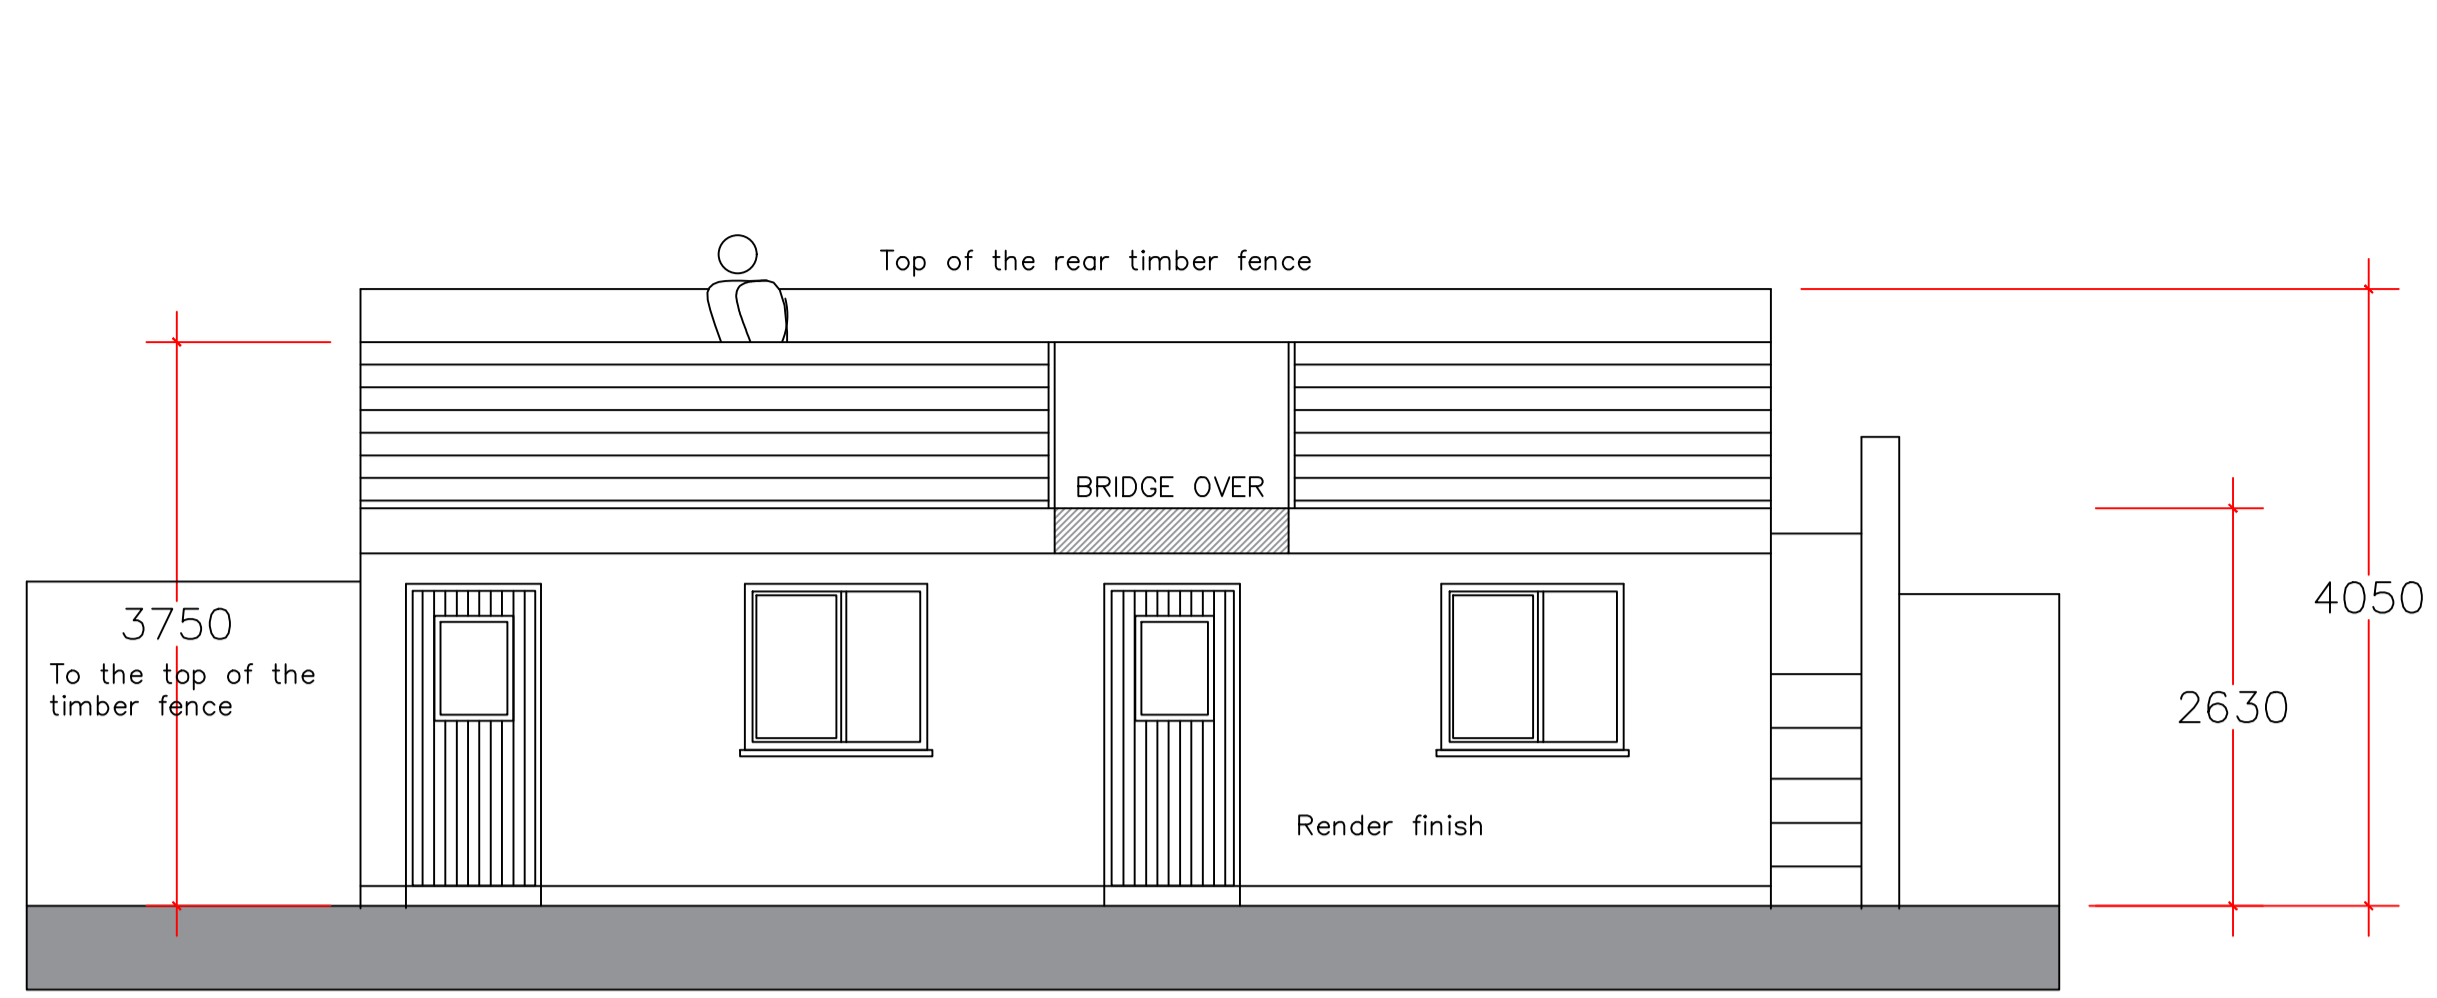 Top of the rear timber fence
BRIDGE OVER
3750
To the top of the
timber fence
4050
2630
Render finish